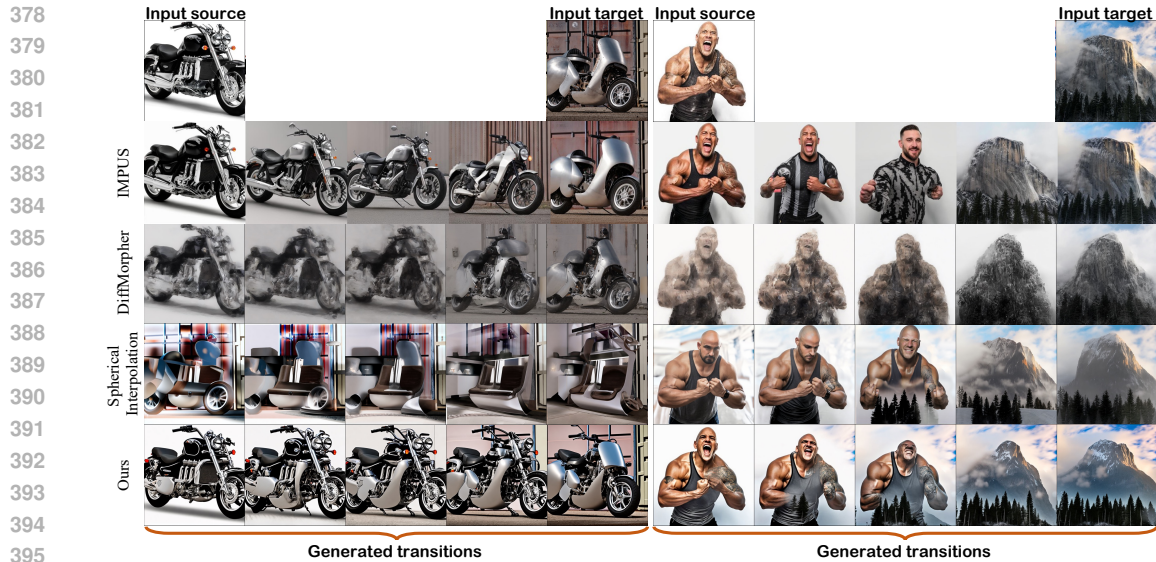 378
379
380
381
382
383
384
385
386
387
388
389
390
391
392
393
394
395
Input source
Input target
Input source
Input target
IMPUS
DiffMorpher
Spherical
Interpolation
Ours
Generated transitions
Generated transitions